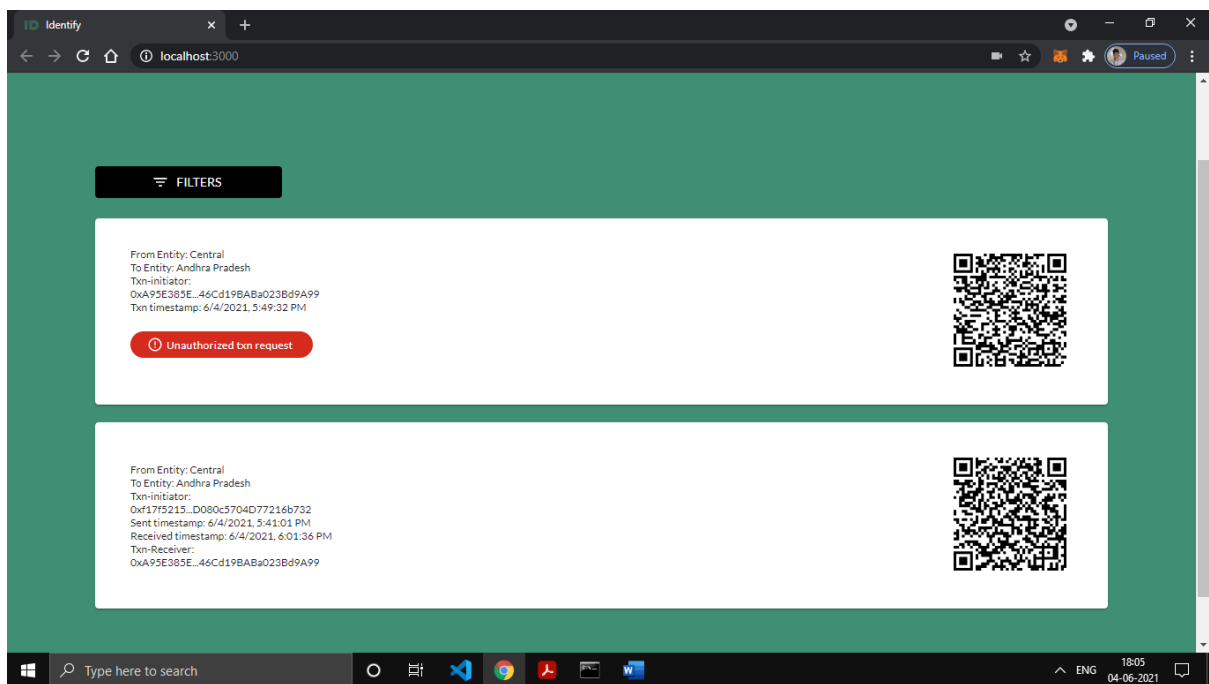 ID Identify
localhost:3000
Paused
FILTERS
From Entity: Central
To Entity: Andhra Pradesh
Txn-initiator:
0xA95E385E...46Cd19BABa023Bd9A99
Txn timestamp: 6/4/2021, 5:49:32 PM
Unauthorized txn request
From Entity: Central
To Entity: Andhra Pradesh
Txn-initiator:
0xf17f5215...D080c5704D77216b732
Sent timestamp: 6/4/2021, 5:41:01 PM
Received timestamp: 6/4/2021, 6:01:36 PM
Txn-Receiver:
0xA95E385E...46Cd19BABa023Bd9A99
Type here to search
ENG
18:05
04-06-2021